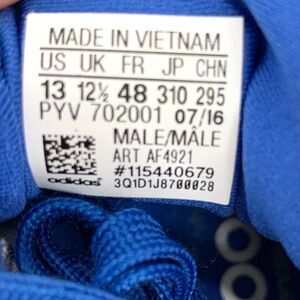 MADE IN VIETNAM
US UK FR JP CHN
13 12½ 48 310 295
PYV 702001 07/16
MALE/MÂLE
ART AF4921
#115440679
adidas 3Q1D1J8700028